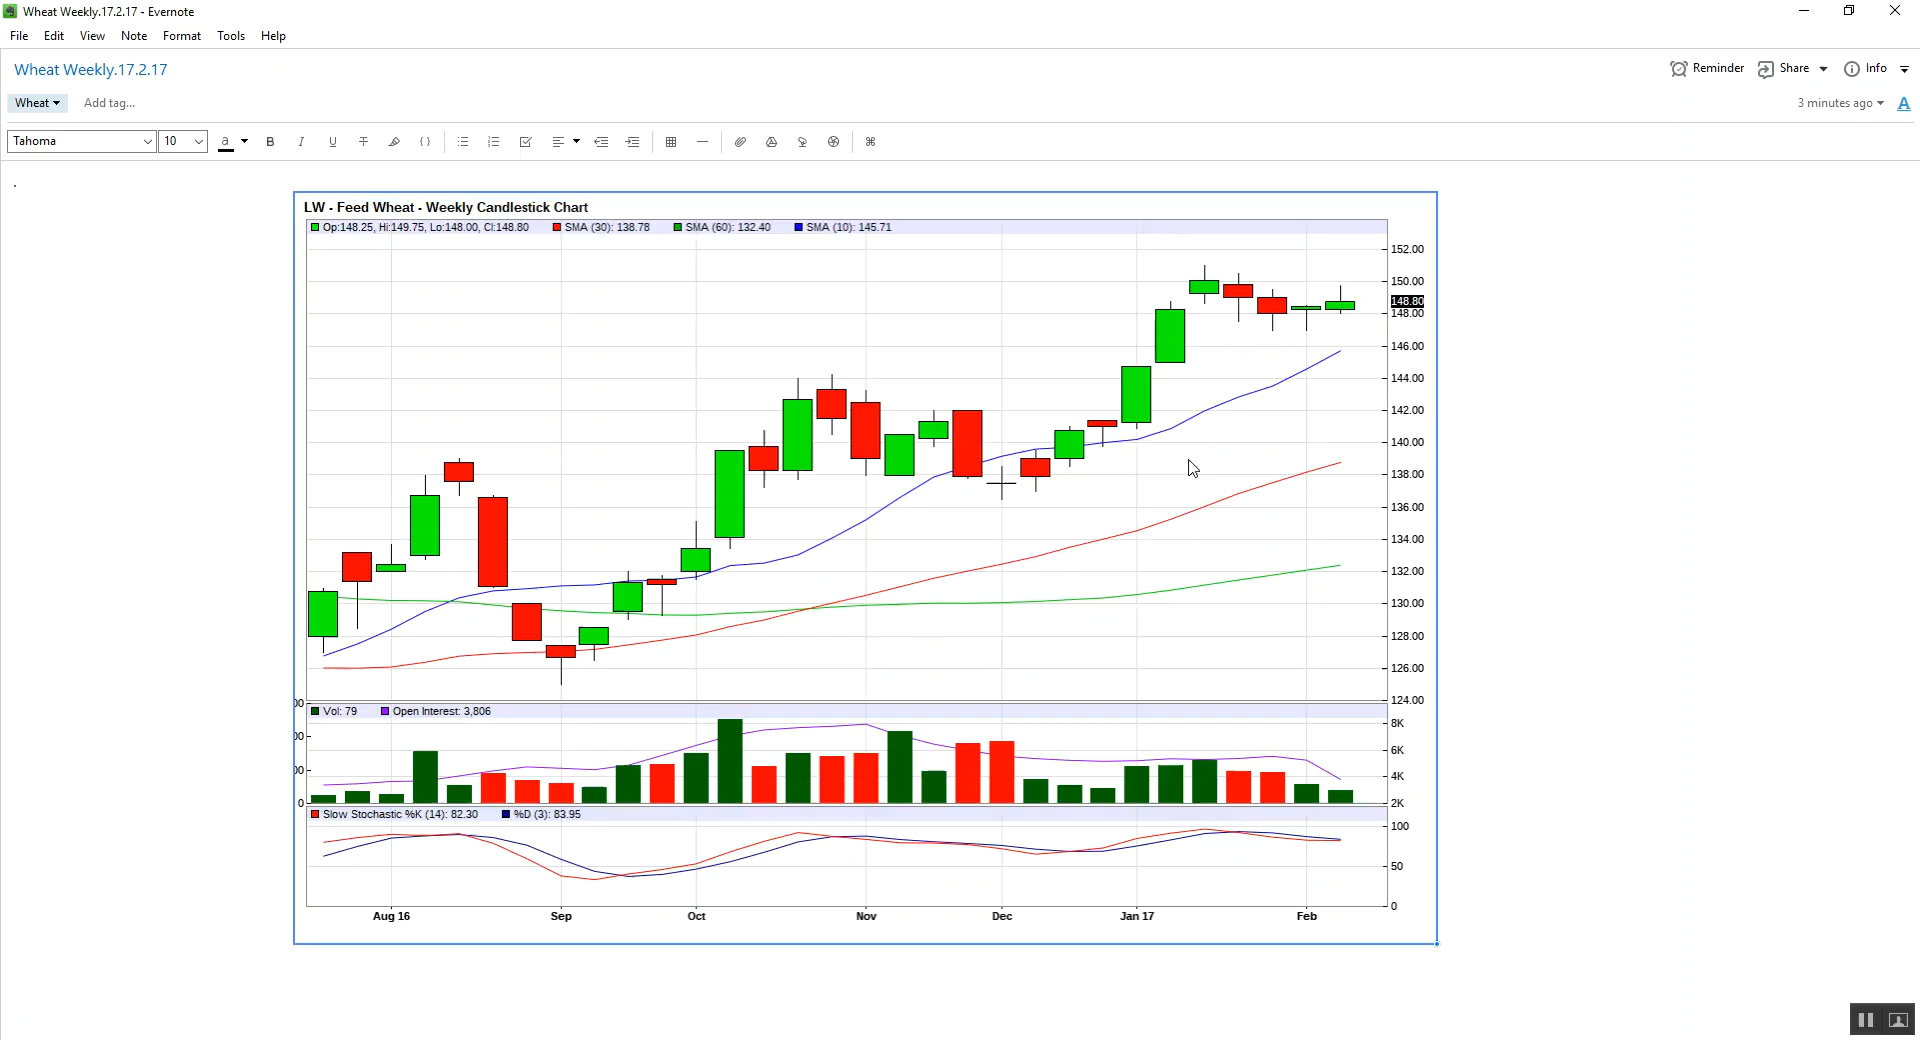 Wheat Weekly.17.2.17 - Evernote
File Edit View Note Format Tools Help
Wheat Weekly.17.2.17
Reminder Share Info
Wheat Add tag...
3 minutes ago A
Tahoma 10 a B I U T { }
LW - Feed Wheat - Weekly Candlestick Chart
Op:148.25, Hi:149.75, Lo:148.00, Cl:148.80 SMA (30): 138.78 SMA (60): 132.40 SMA (10): 145.71
152.00
150.00
148.80
148.00
146.00
144.00
142.00
140.00
138.00
136.00
134.00
132.00
130.00
128.00
126.00
124.00
Vol: 79 Open Interest: 3,806
00
00
00
0
8K
6K
4K
2K
Slow Stochastic %K (14): 82.30 %D (3): 83.95
100
50
0
Aug 16 Sep Oct Nov Dec Jan 17 Feb